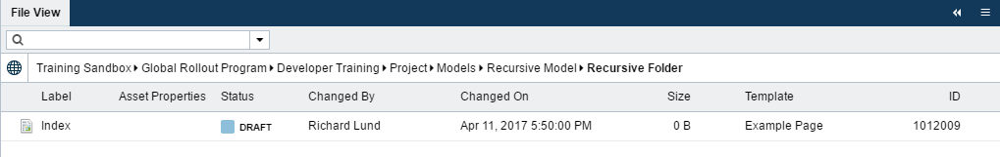 File View
Training Sandbox Global Rollout Program Developer Training Project Models Recursive Model Recursive Folder
Label Asset Properties Status Changed By Changed On Size Template ID
Index DRAFT Richard Lund Apr 11, 2017 5:50:00 PM 0 B Example Page 1012009